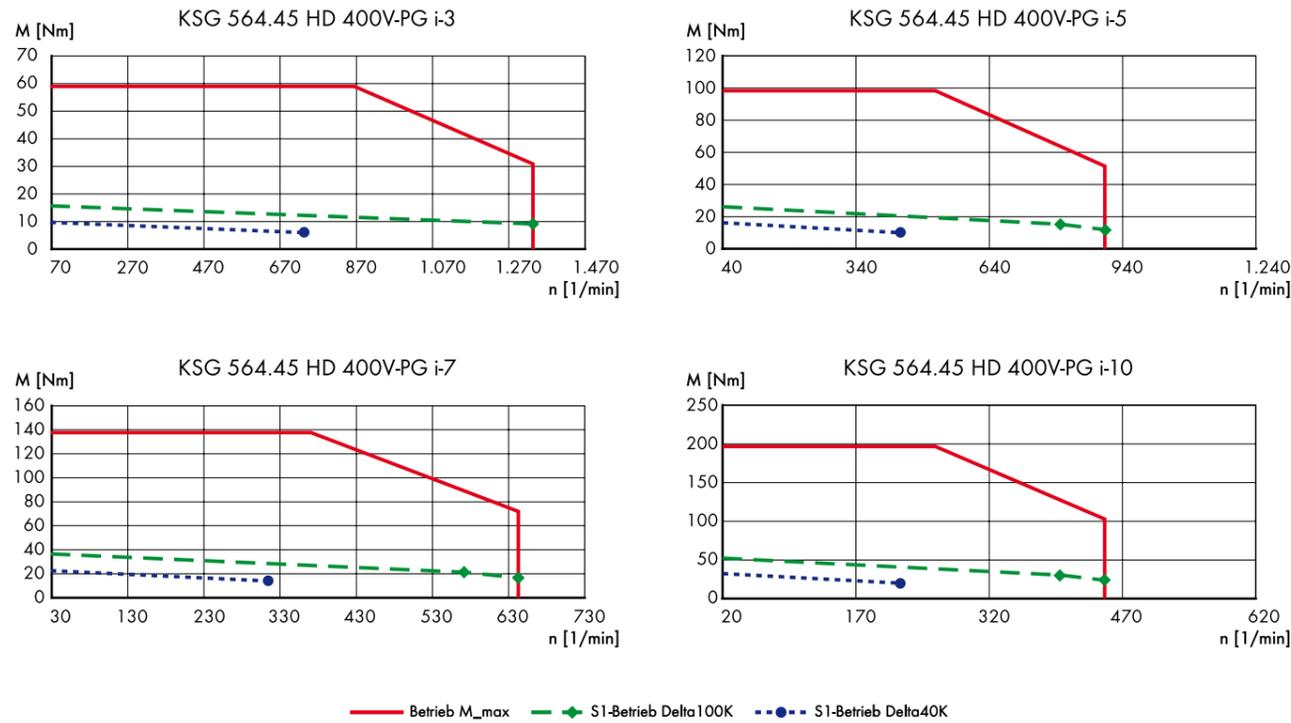 KSG 564.45 HD 400V-PG i-3
M [Nm]
70
60
50
40
30
20
10
0
70 270 470 670 870 1.070 1.270 1.470
n [1/min]
KSG 564.45 HD 400V-PG i-5
M [Nm]
120
100
80
60
40
20
0
40 340 640 940 1.240
n [1/min]
KSG 564.45 HD 400V-PG i-7
M [Nm]
160
140
120
100
80
60
40
20
0
30 130 230 330 430 530 630 730
n [1/min]
KSG 564.45 HD 400V-PG i-10
M [Nm]
250
200
150
100
50
0
20 170 320 470 620
n [1/min]
Betrieb M_max S1-Betrieb Delta100K S1-Betrieb Delta40K